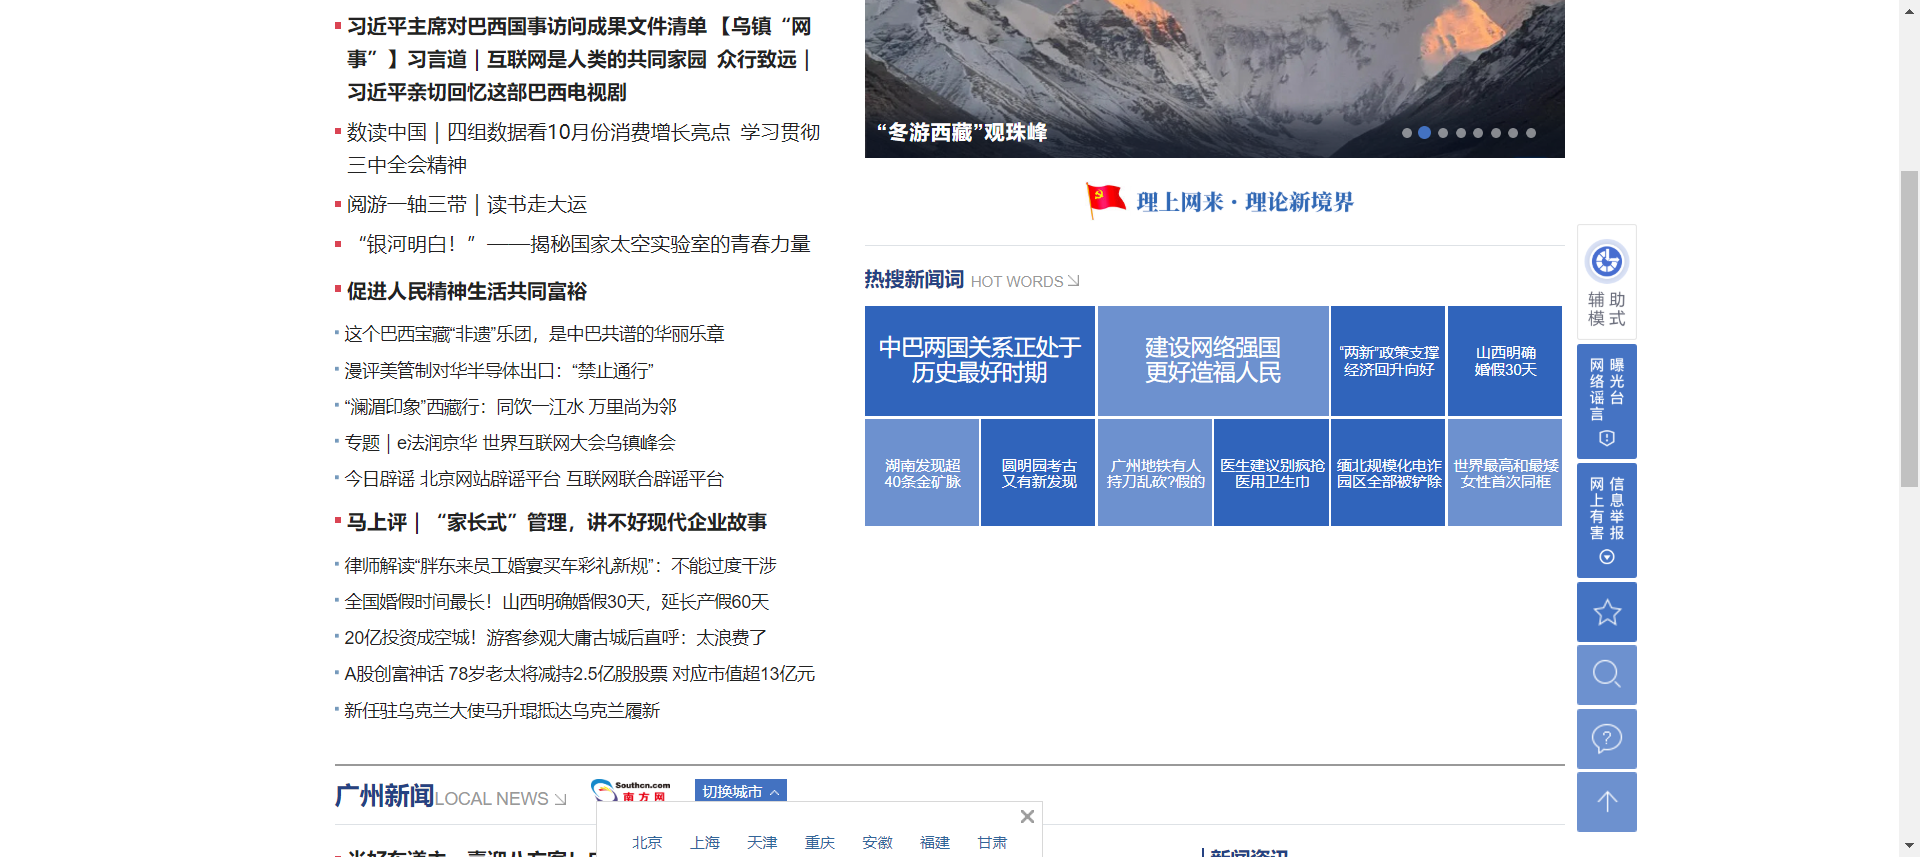 习近平主席对巴西国事访问成果文件清单 【乌镇“网
事”】习言道｜互联网是人类的共同家园 众行致远｜
习近平亲切回忆这部巴西电视剧
数读中国｜四组数据看10月份消费增长亮点 学习贯彻
三中全会精神
阅游一轴三带｜读书走大运
“银河明白！”——揭秘国家太空实验室的青春力量
促进人民精神生活共同富裕
这个巴西宝藏“非遗”乐团，是中巴共谱的华丽乐章
漫评美管制对华半导体出口：“禁止通行”
“澜湄印象”西藏行：同饮一江水 万里尚为邻
专题｜e法润京华 世界互联网大会乌镇峰会
今日辟谣 北京网站辟谣平台 互联网联合辟谣平台
马上评｜“家长式”管理，讲不好现代企业故事
律师解读“胖东来员工婚宴买车彩礼新规”：不能过度干涉
全国婚假时间最长！山西明确婚假30天，延长产假60天
20亿投资成空城！游客参观大庸古城后直呼：太浪费了
A股创富神话 78岁老太将减持2.5亿股股票 对应市值超13亿元
新任驻乌克兰大使马升琨抵达乌克兰履新
“冬游西藏”观珠峰
理上网来·理论新境界
热搜新闻词 HOT WORDS
中巴两国关系正处于
历史最好时期
建设网络强国
更好造福人民
“两新”政策支撑
经济回升向好
山西明确
婚假30天
湖南发现超
40条金矿脉
圆明园考古
又有新发现
广州地铁有人
持刀乱砍?假的
医生建议别疯抢
医用卫生巾
缅北规模化电诈
园区全部被铲除
世界最高和最矮
女性首次同框
辅助
模式
网络谣言
曝光台
网上有害
信息举报
广州新闻 LOCAL NEWS
Southcn.com
南方网
切换城市
北京 上海 天津 重庆 安徽 福建 甘肃
新闻资讯